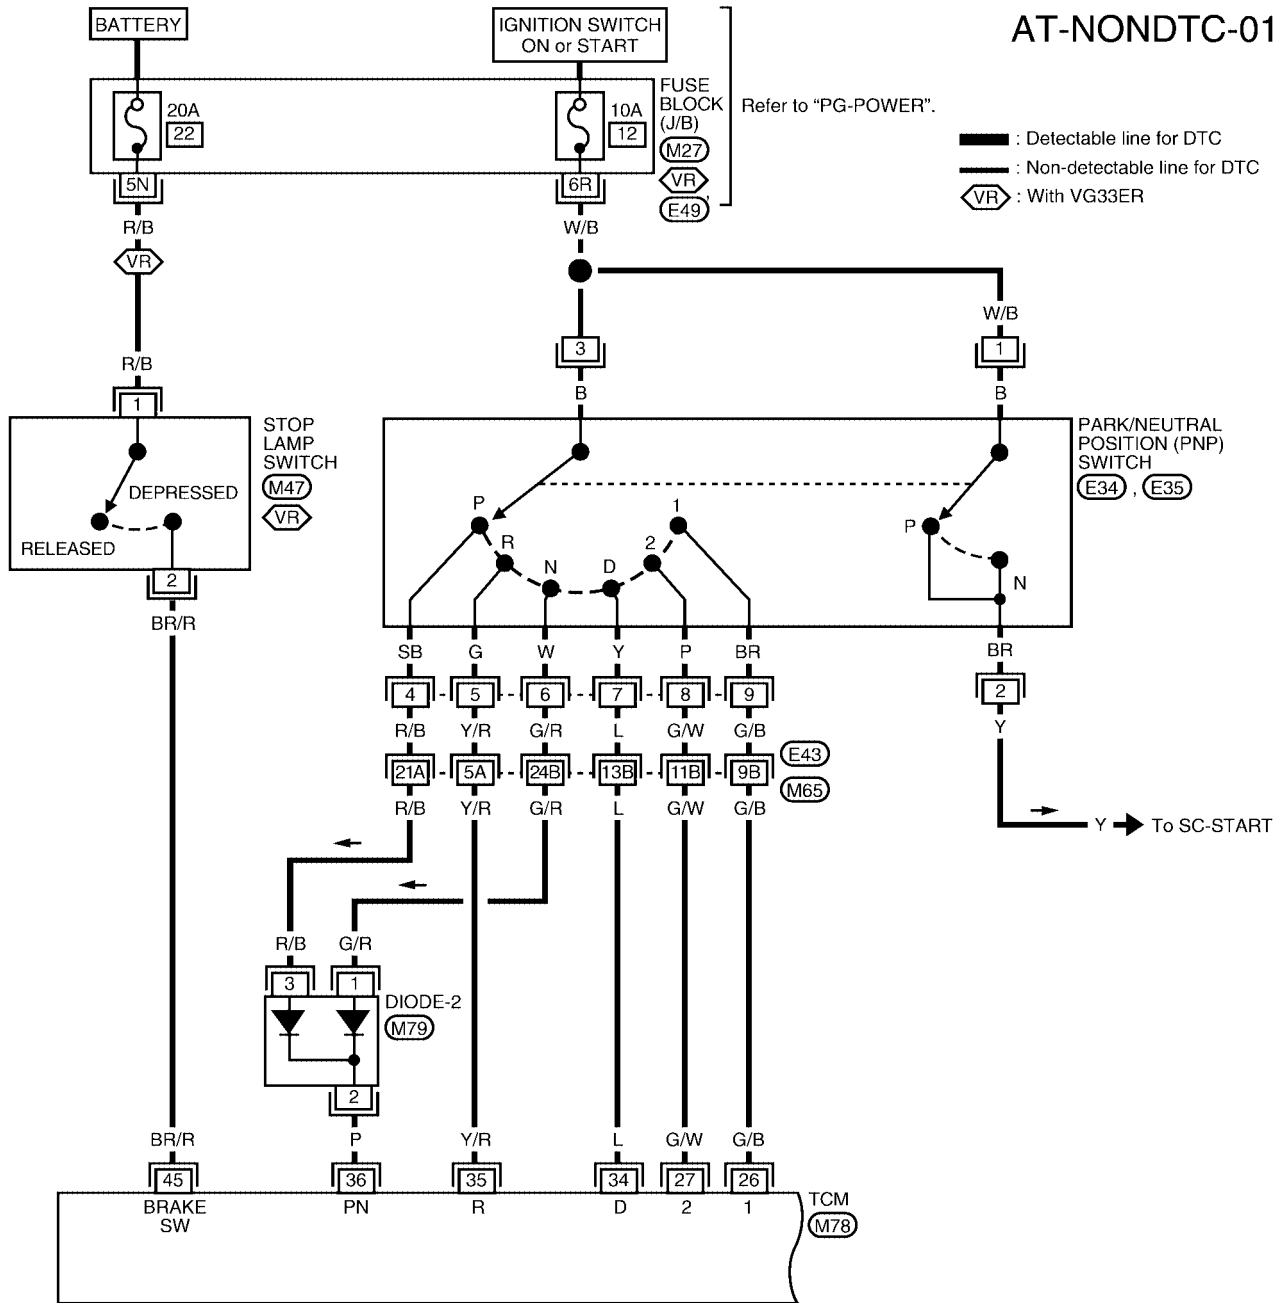 AT-NONDTC-01
BATTERY
IGNITION SWITCH
ON or START
20A
22
10A
12
FUSE
BLOCK
(J/B)
M27
VR
E49 ,
Refer to “PG-POWER”.
: Detectable line for DTC
: Non-detectable line for DTC
VR : With VG33ER
5N
6R
R/B
W/B
VR
W/B
R/B
3
1
B
B
1
STOP
LAMP
SWITCH
M47
VR
DEPRESSED
RELEASED
2
BR/R
PARK/NEUTRAL
POSITION (PNP)
SWITCH
E34 , E35
P
R
N
D
2
1
P
N
SB G W Y P BR
BR
4 5 6 7 8 9
2
R/B Y/R G/R L G/W G/B
Y
E43
21A 5A 24B 13B 11B 9B
M65
R/B Y/R G/R L G/W G/B
Y To SC-START
R/B G/R
3 1
DIODE-2
M79
2
BR/R P Y/R L G/W G/B
45 36 35 34 27 26
BRAKE
SW
PN R D 2 1
TCM
M78